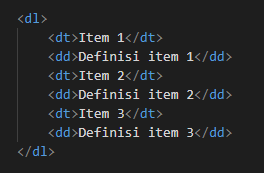 <dl>
    <dt>Item 1</dt>
    <dd>Definisi item 1</dd>
    <dt>Item 2</dt>
    <dd>Definisi item 2</dd>
    <dt>Item 3</dt>
    <dd>Definisi item 3</dd>
</dl>